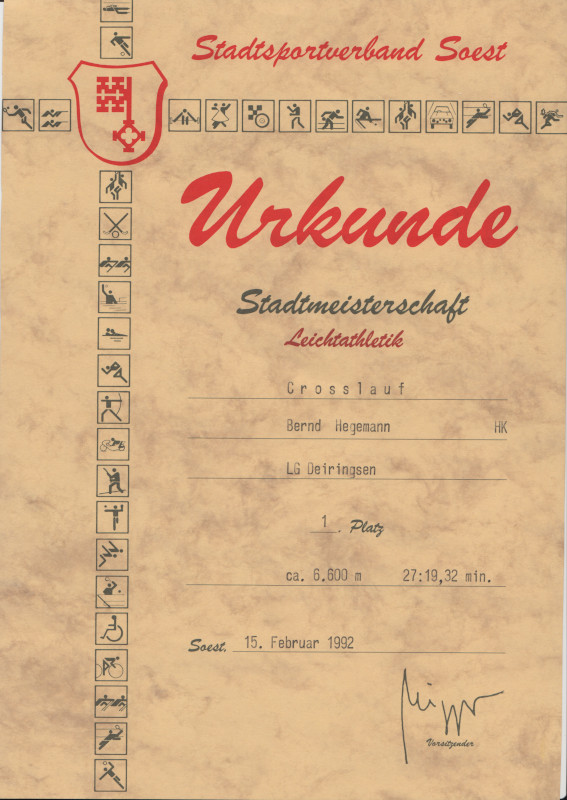 Stadtsportverband Soest
Urkunde
Stadtmeisterschaft
Leichtathletik
Crosslauf
Bernd Hegemann HK
LG Deiringsen
1. Platz
ca. 6.600 m 27:19,32 min.
Soest, 15. Februar 1992
Vorsitzender